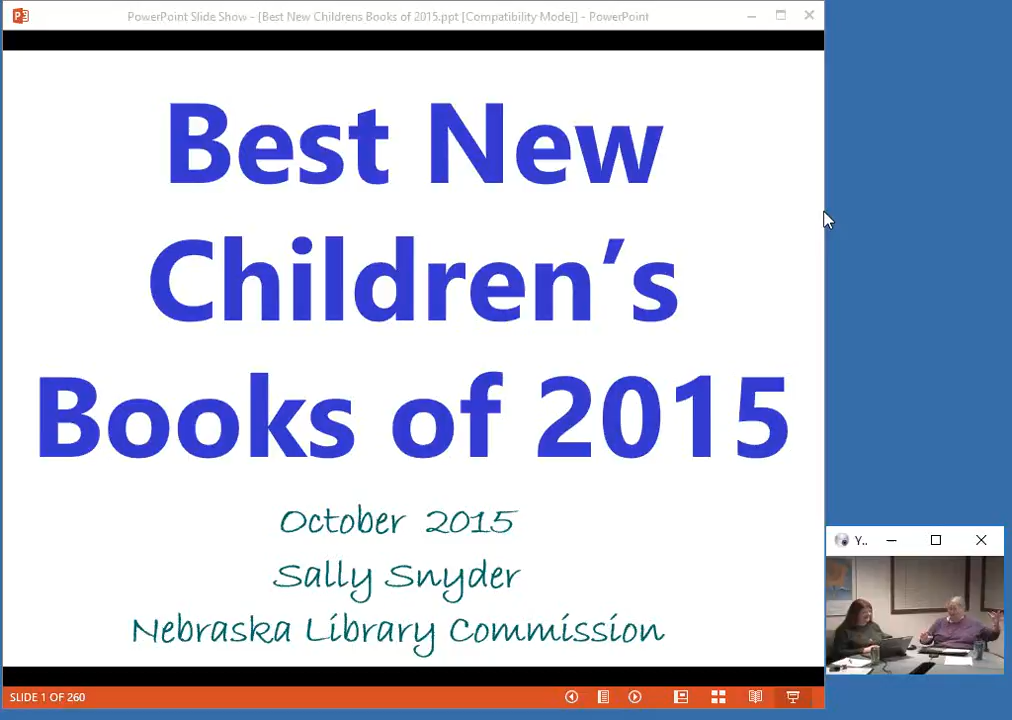 PowerPoint Slide Show - [Best New Childrens Books of 2015.ppt [Compatibility Mode]] - PowerPoint
Best New
Children’s
Books of 2015
October 2015
Sally Snyder
Nebraska Library Commission
Y..
SLIDE 1 OF 260